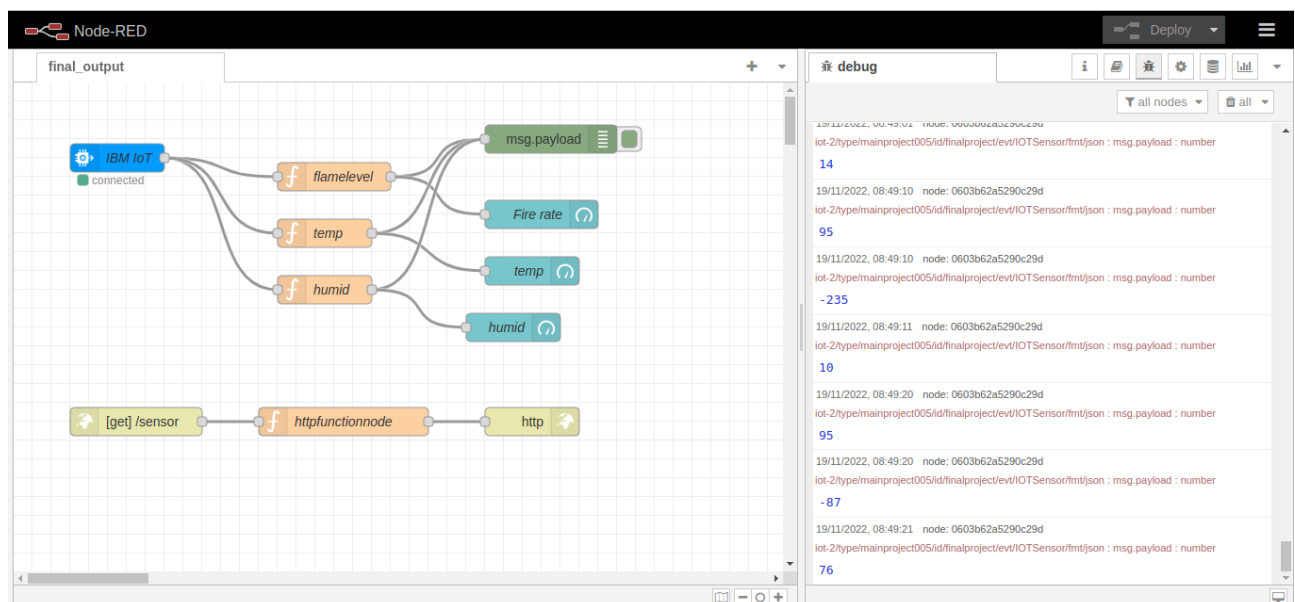 Node-RED
Deploy
final_output
debug
all nodes
all
IBM IoT
connected
flamelevel
temp
humid
msg.payload
Fire rate
temp
humid
[get] /sensor
httpfunctionnode
http
19/11/2022, 08:49:01 node: 0603b62a5290c29d
iot-2/type/mainproject005/id/finalproject/evt/IOTSensor/fmt/json : msg.payload : number
14
19/11/2022, 08:49:10 node: 0603b62a5290c29d
iot-2/type/mainproject005/id/finalproject/evt/IOTSensor/fmt/json : msg.payload : number
95
19/11/2022, 08:49:10 node: 0603b62a5290c29d
iot-2/type/mainproject005/id/finalproject/evt/IOTSensor/fmt/json : msg.payload : number
-235
19/11/2022, 08:49:11 node: 0603b62a5290c29d
iot-2/type/mainproject005/id/finalproject/evt/IOTSensor/fmt/json : msg.payload : number
10
19/11/2022, 08:49:20 node: 0603b62a5290c29d
iot-2/type/mainproject005/id/finalproject/evt/IOTSensor/fmt/json : msg.payload : number
95
19/11/2022, 08:49:20 node: 0603b62a5290c29d
iot-2/type/mainproject005/id/finalproject/evt/IOTSensor/fmt/json : msg.payload : number
-87
19/11/2022, 08:49:21 node: 0603b62a5290c29d
iot-2/type/mainproject005/id/finalproject/evt/IOTSensor/fmt/json : msg.payload : number
76